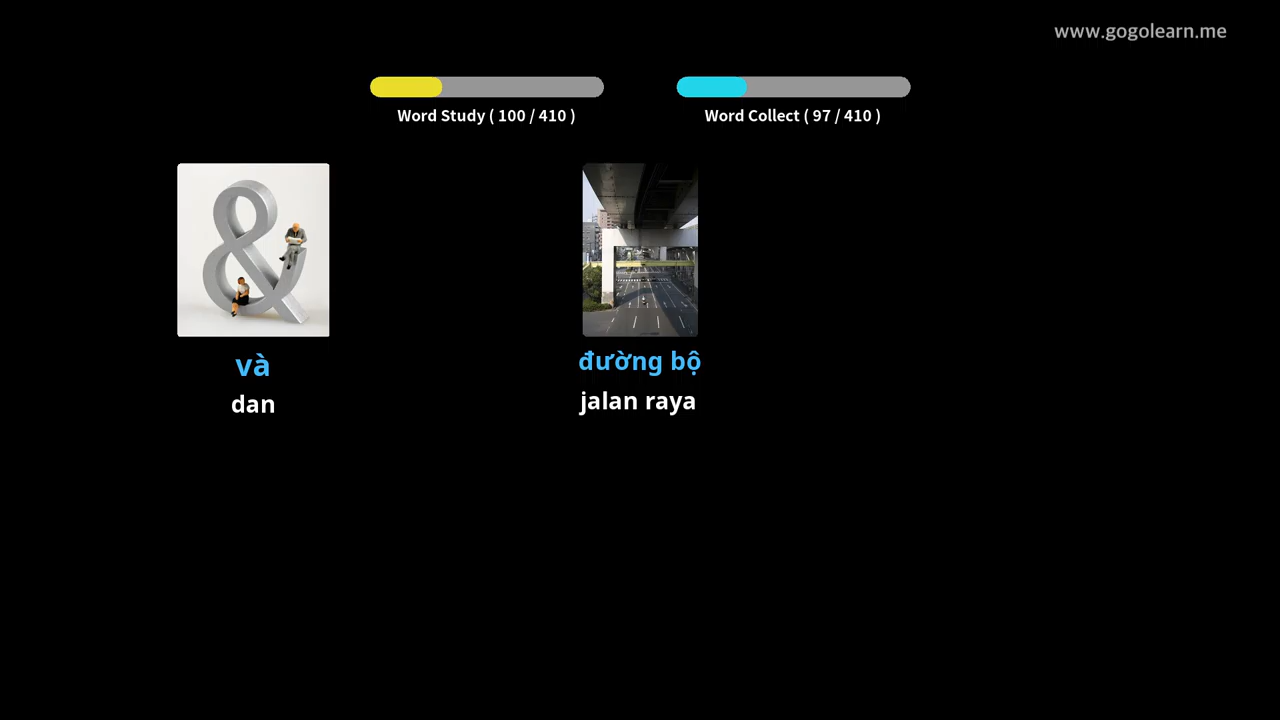 www.gogolearn.me
Word Study ( 100 / 410 )
Word Collect ( 97 / 410 )
&
và
dan
đường bộ
jalan raya